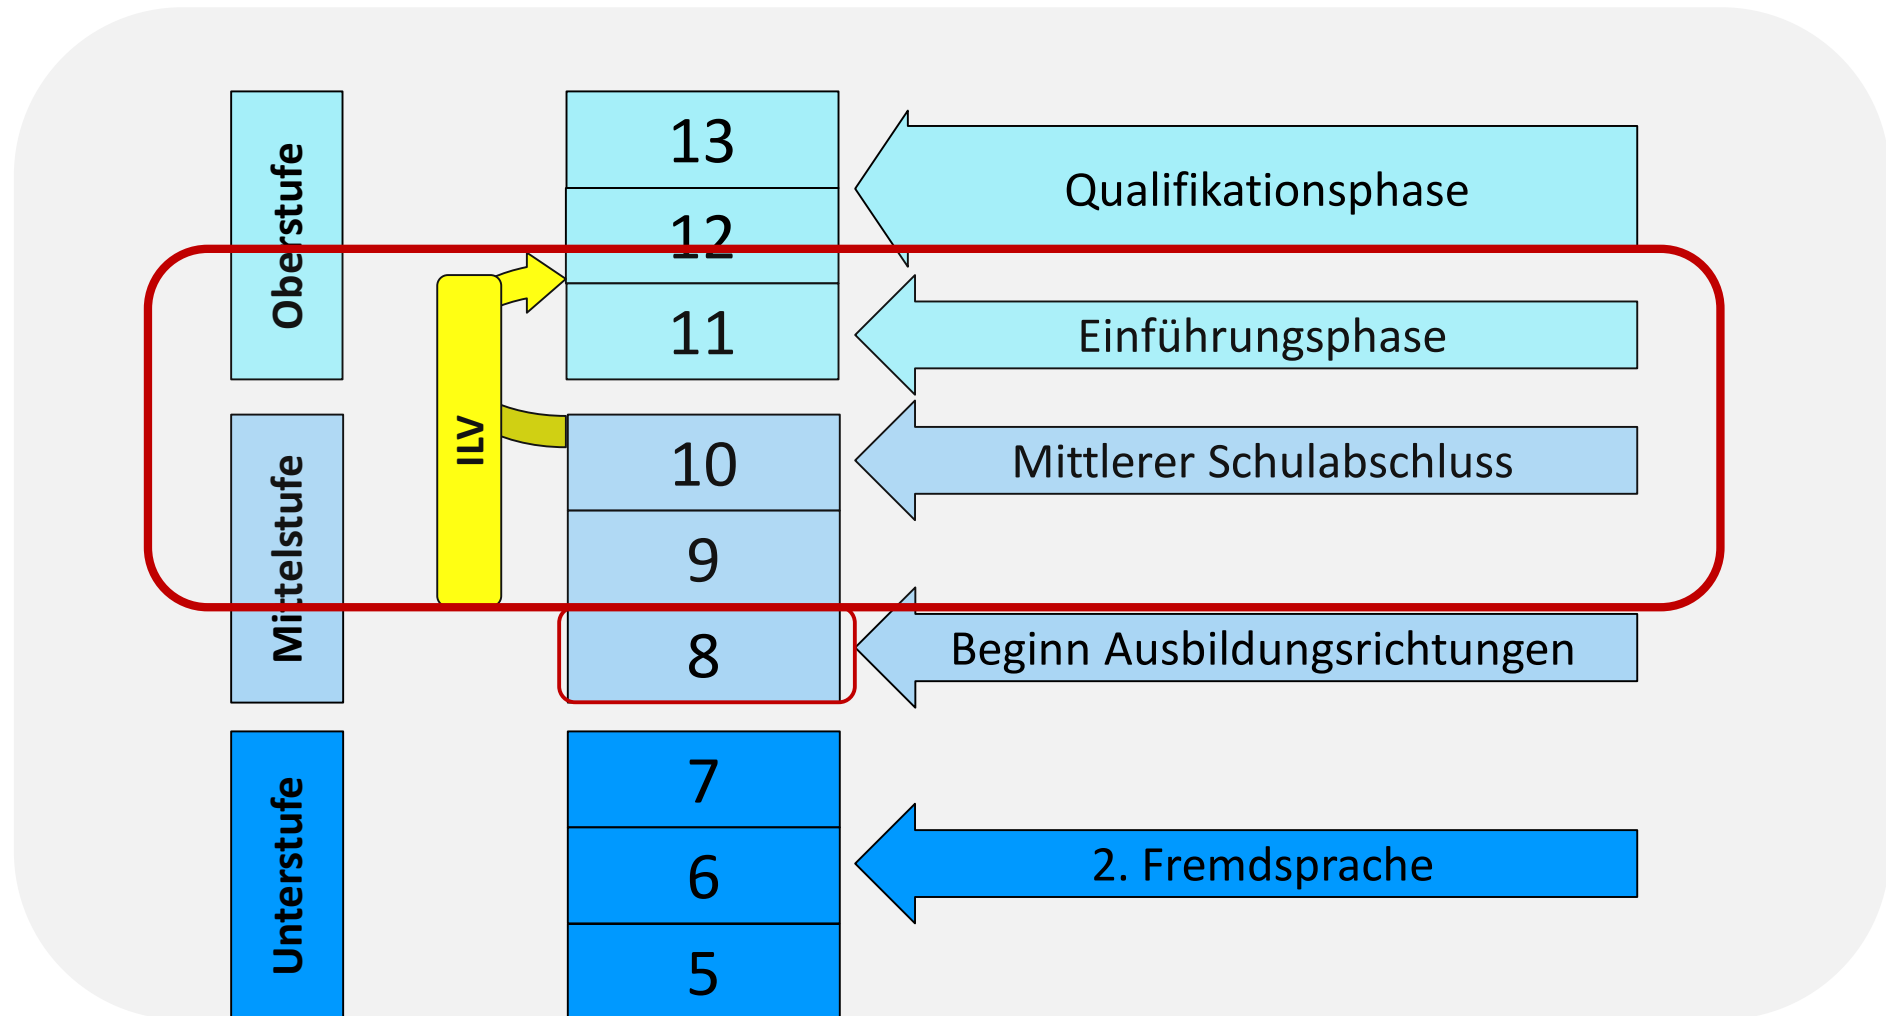 Oberstufe
13
Qualifikationsphase
12
11
Einführungsphase
ILV
Mittelstufe
10
Mittlerer Schulabschluss
9
8
Beginn Ausbildungsrichtungen
Unterstufe
7
6
2. Fremdsprache
5